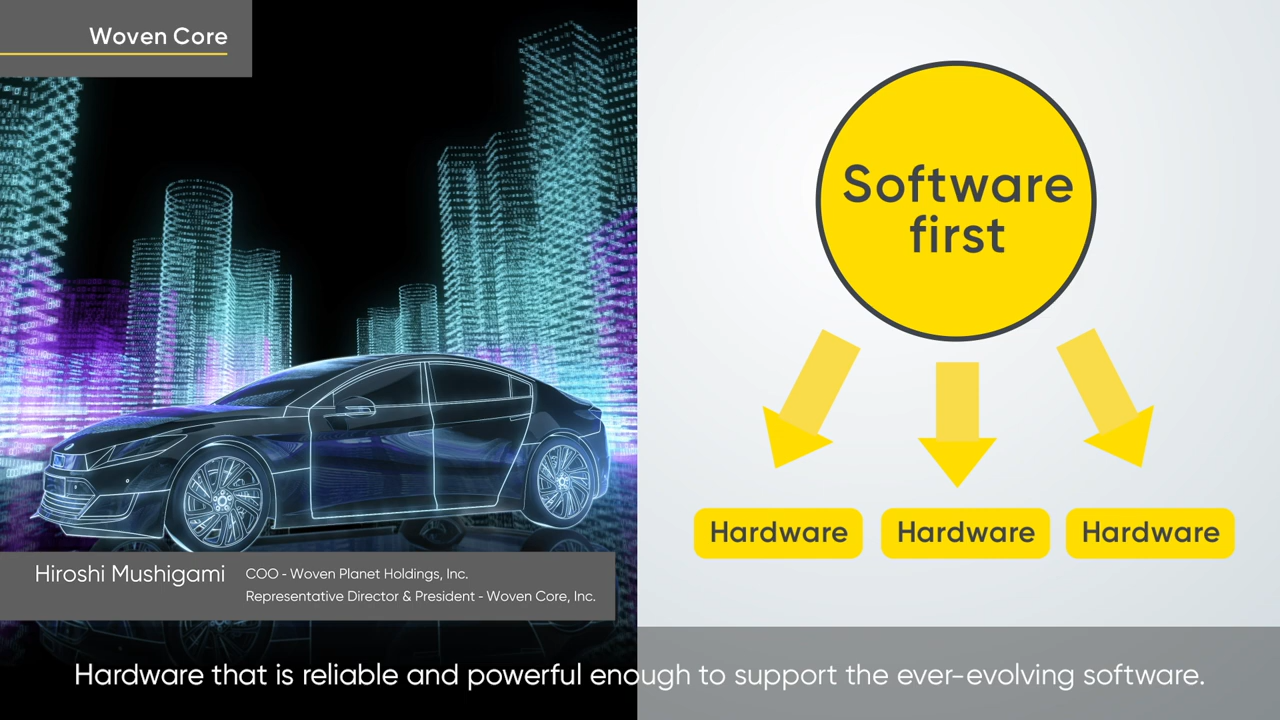 Woven Core
Software
first
Hardware
Hardware
Hardware
Hiroshi Mushigami
COO - Woven Planet Holdings, Inc.
Representative Director & President - Woven Core, Inc.
Hardware that is reliable and powerful enough to support the ever-evolving software.